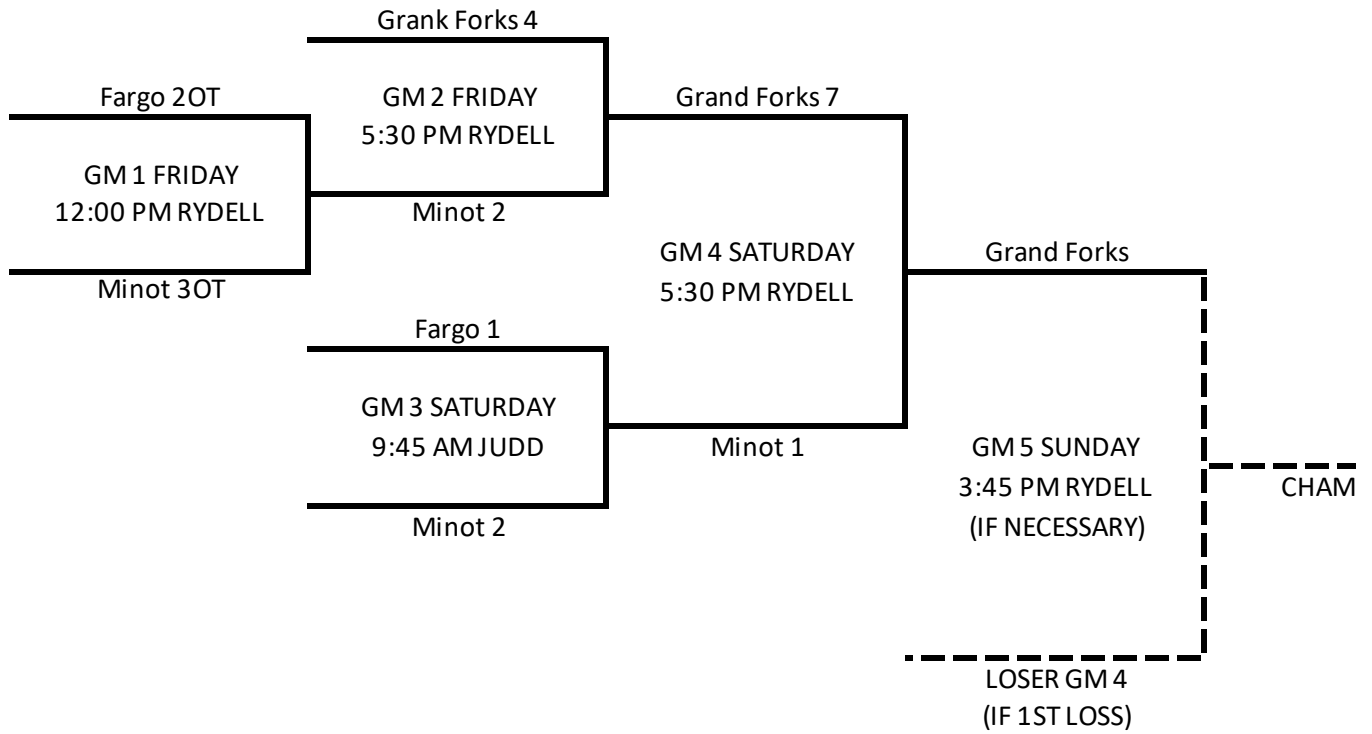 Grank Forks 4
Fargo 2OT
GM 2 FRIDAY
5:30 PM RYDELL
Grand Forks 7
GM 1 FRIDAY
12:00 PM RYDELL
Minot 2
Minot 3OT
GM 4 SATURDAY
5:30 PM RYDELL
Grand Forks
Fargo 1
GM 3 SATURDAY
9:45 AM JUDD
Minot 1
GM 5 SUNDAY
3:45 PM RYDELL
(IF NECESSARY)
CHAM
Minot 2
LOSER GM 4
(IF 1ST LOSS)